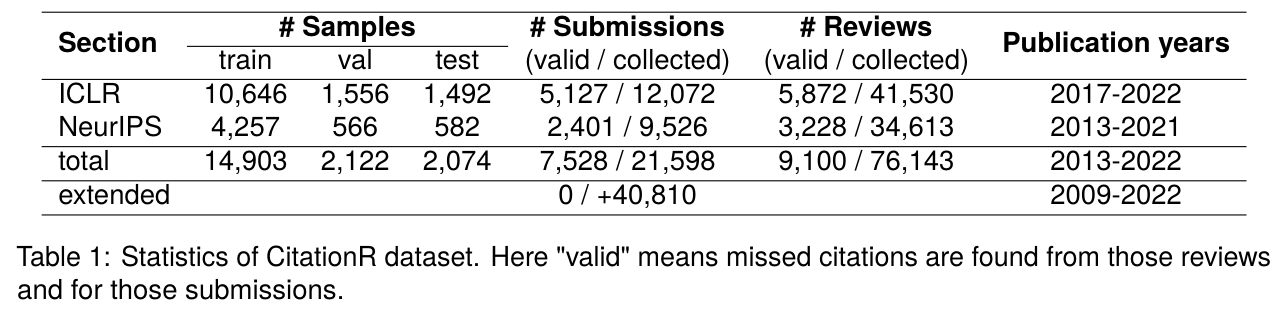 Section # Samples # Submissions # Reviews Publication years
train val test (valid / collected) (valid / collected)
ICLR 10,646 1,556 1,492 5,127 / 12,072 5,872 / 41,530 2017-2022
NeurIPS 4,257 566 582 2,401 / 9,526 3,228 / 34,613 2013-2021
total 14,903 2,122 2,074 7,528 / 21,598 9,100 / 76,143 2013-2022
extended 0 / +40,810 2009-2022
Table 1: Statistics of CitationR dataset. Here "valid" means missed citations are found from those reviews
and for those submissions.